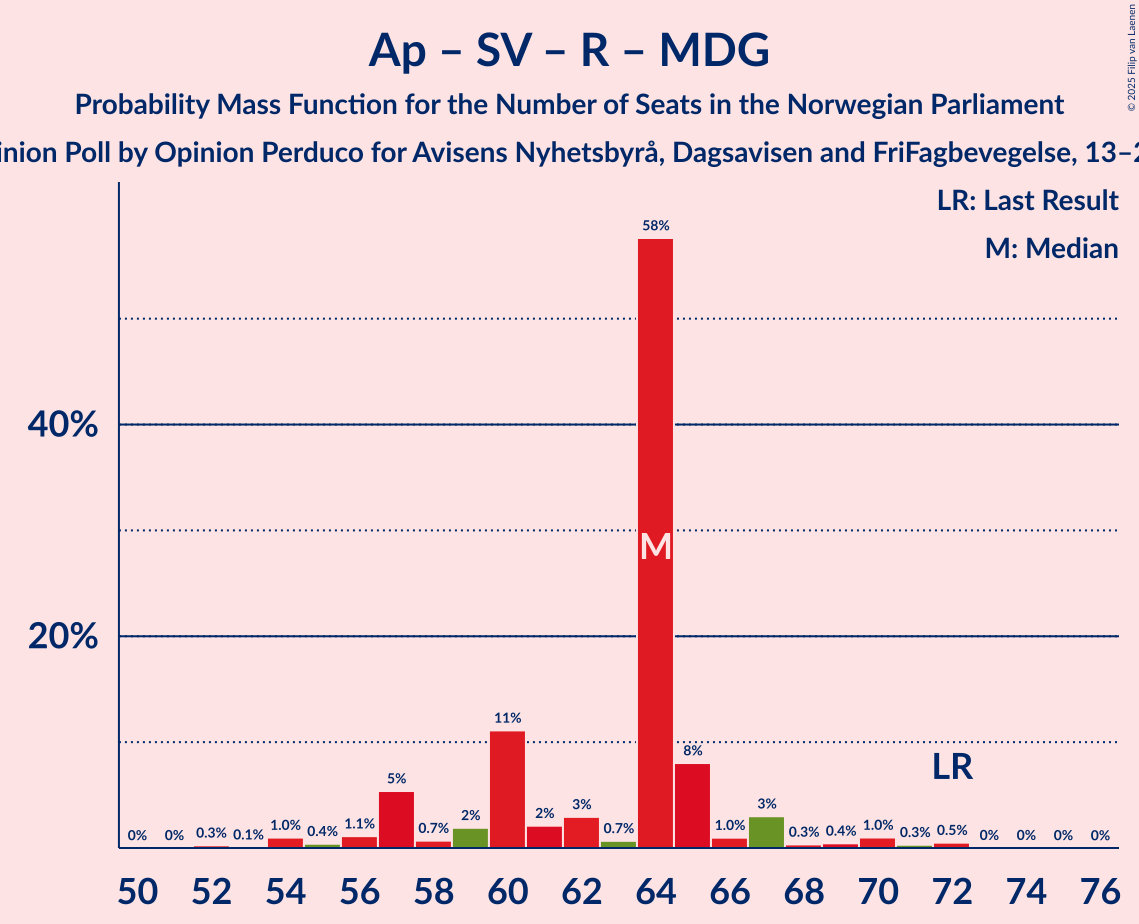 Ap – SV – R – MDG
Probability Mass Function for the Number of Seats in the Norwegian Parliament
inion Poll by Opinion Perduco for Avisens Nyhetsbyrå, Dagsavisen and FriFagbevegelse, 13–2
© 2025 Filip van Laenen
LR: Last Result
M: Median
58%
40%
M
20%
11%
8%
LR
5%
3%
3%
2%
2%
0% 0% 0.3% 0.1% 1.0% 0.4% 1.1% 0.7% 0.7% 1.0% 0.3% 0.4% 1.0% 0.3% 0.5% 0% 0% 0% 0%
50 52 54 56 58 60 62 64 66 68 70 72 74 76